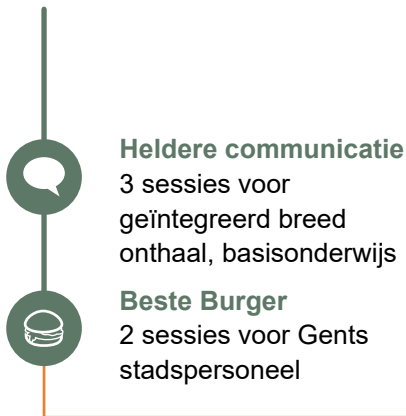 Heldere communicatie
3 sessies voor
geïntegreerd breed
onthaal, basisonderwijs
Beste Burger
2 sessies voor Gents
stadspersoneel